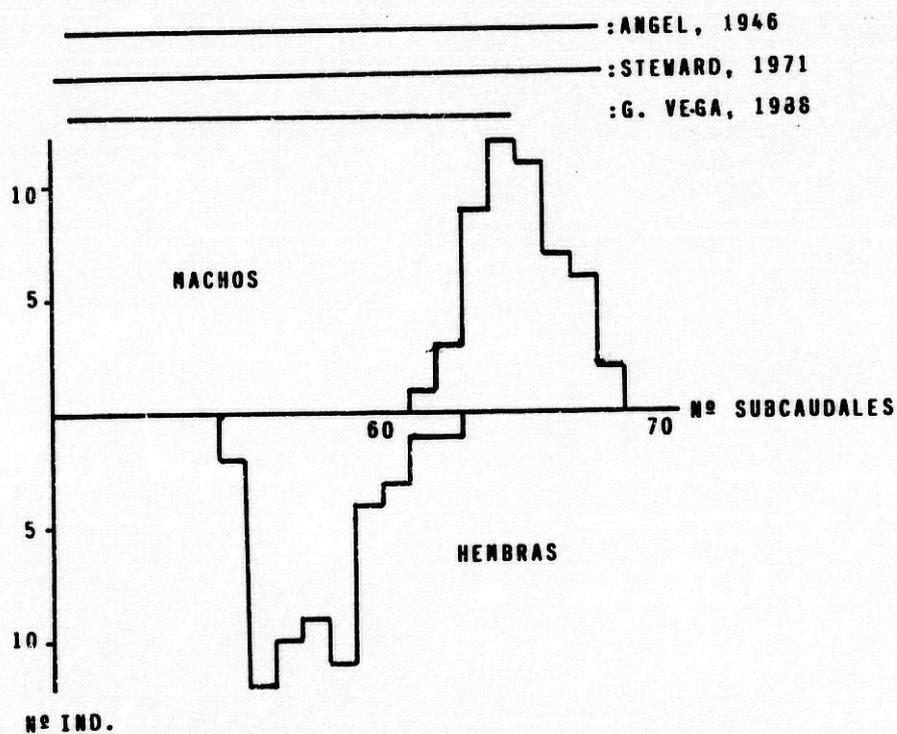 :ANGEL, 1946
:STEWARD, 1971
:G. VEGA, 1988
10
MACHOS
5
Nº SUBCAUDALES
60
70
5
HEMBRAS
10
Nº IND.